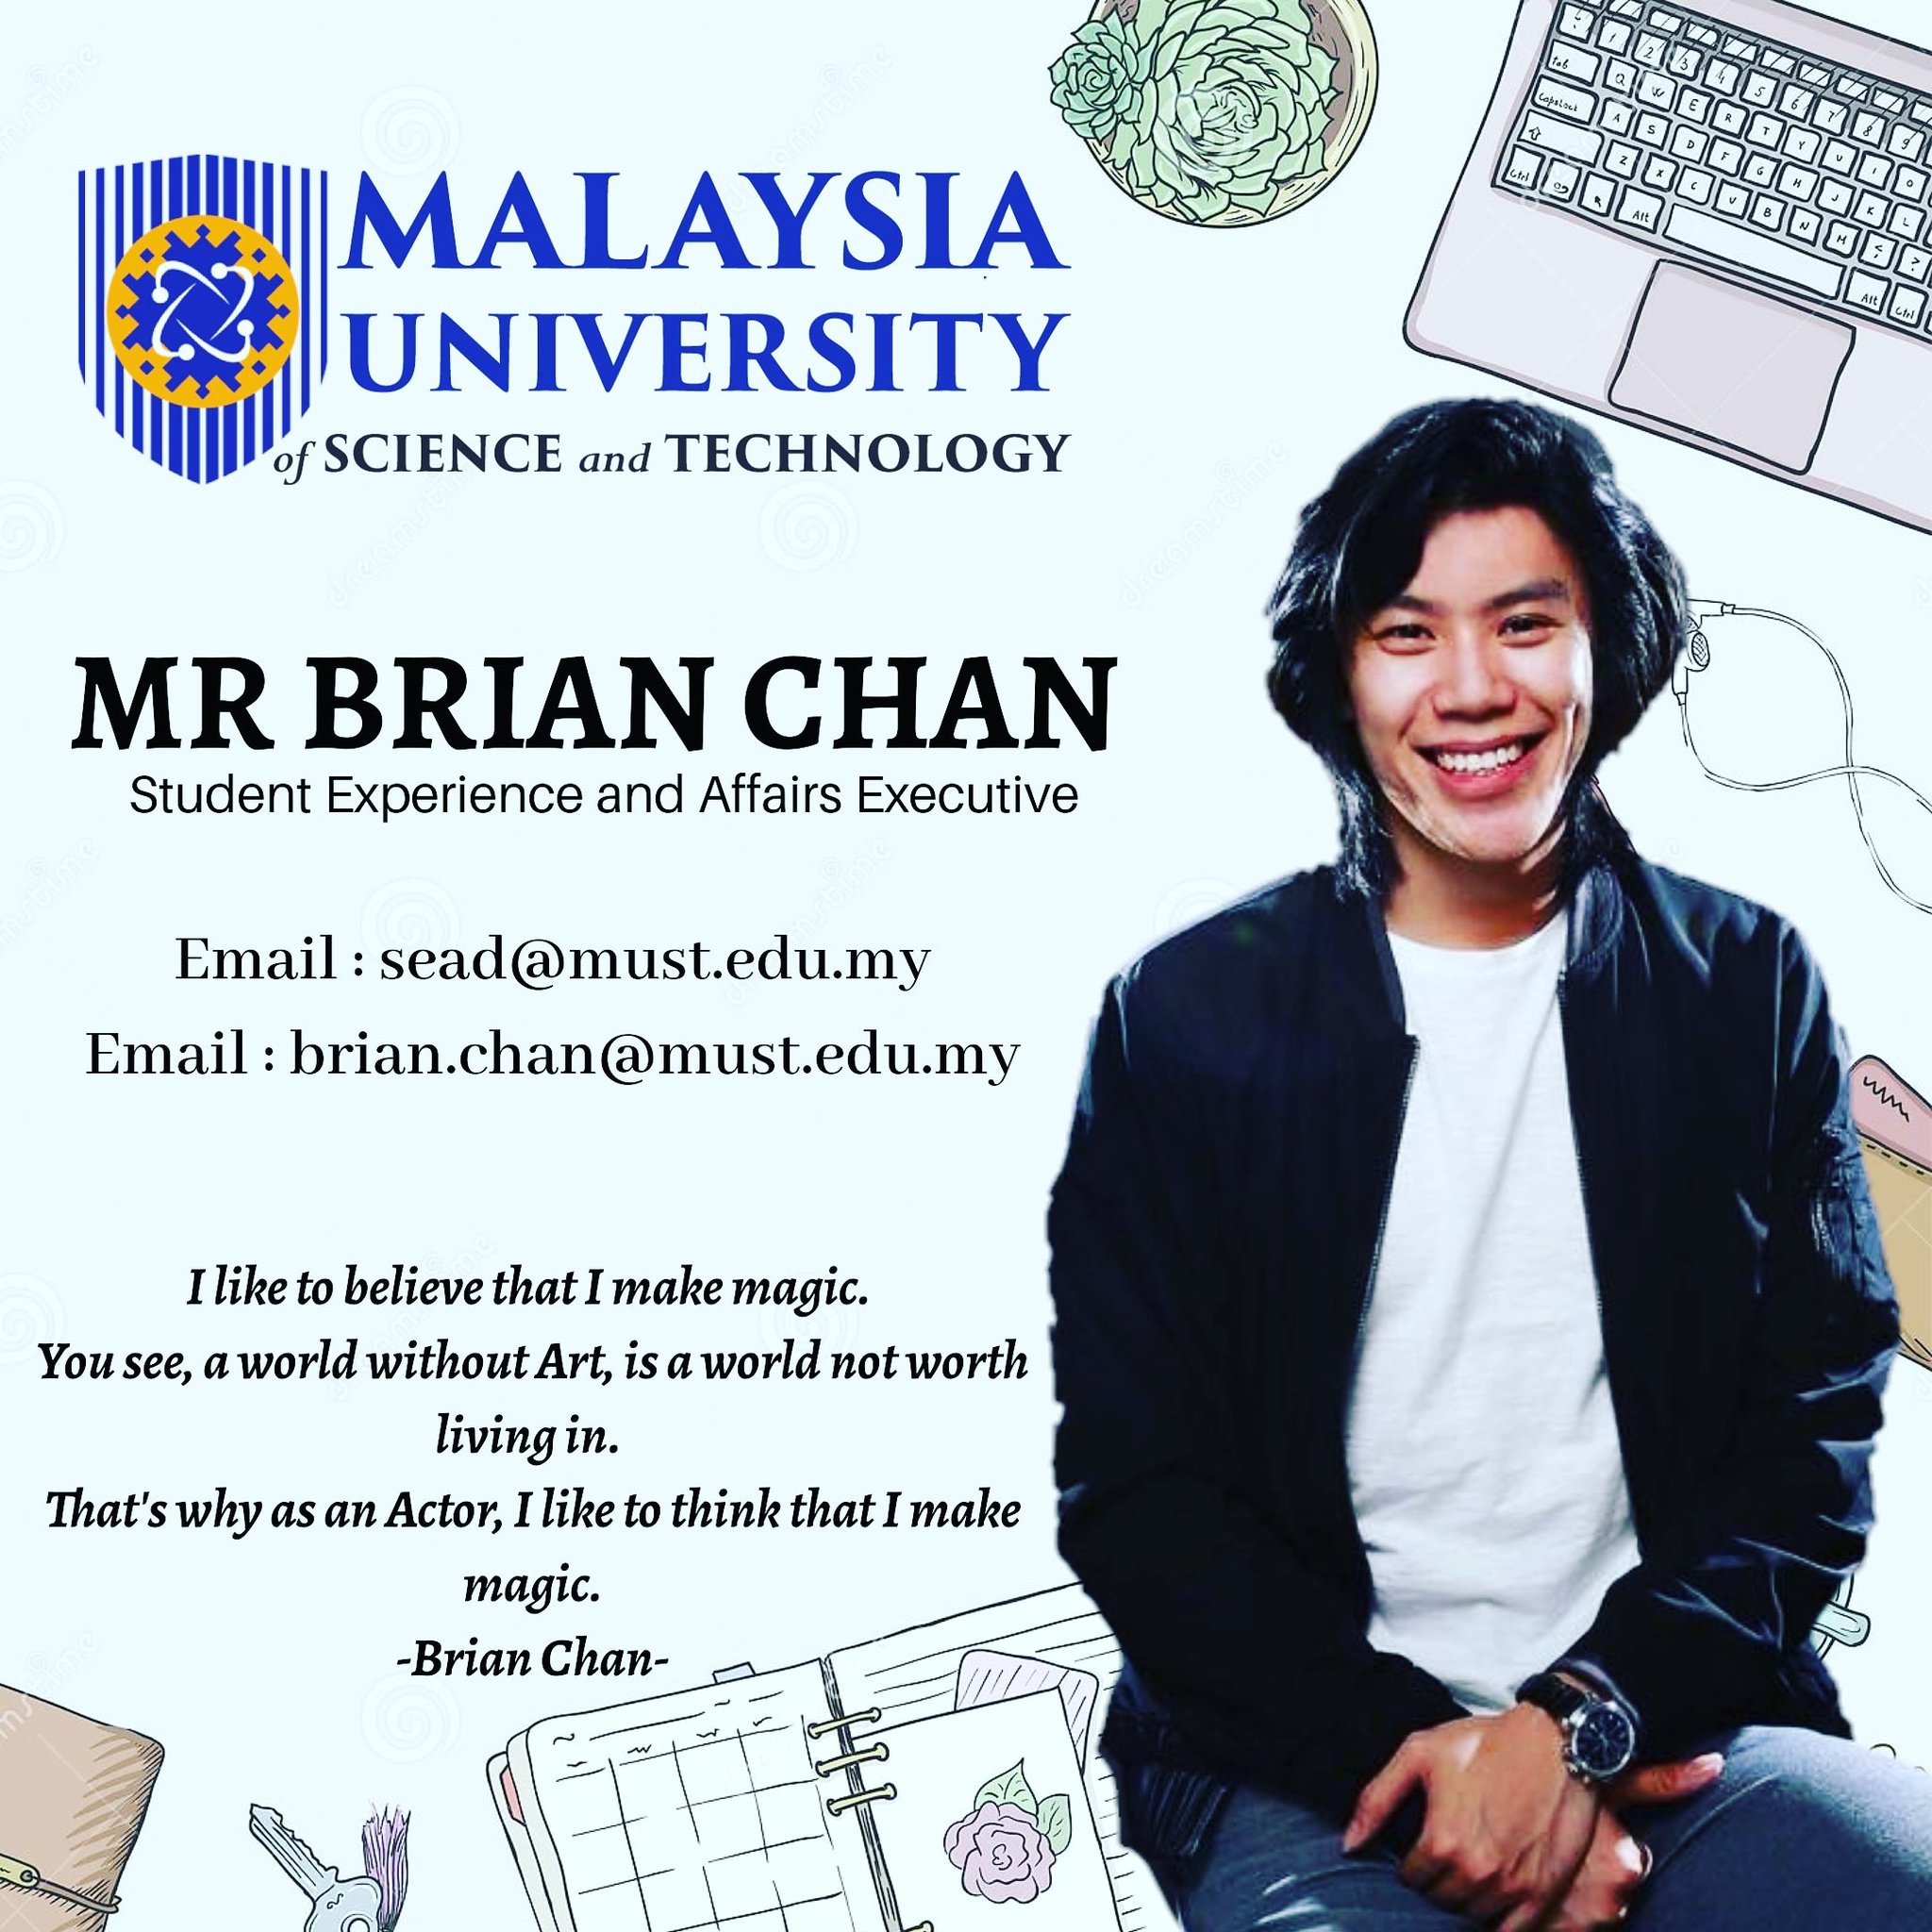 MALAYSIA
UNIVERSITY
of SCIENCE and TECHNOLOGY
MR BRIAN CHAN
Student Experience and Affairs Executive
Email : sead@must.edu.my
Email : brian.chan@must.edu.my
I like to believe that I make magic.
You see, a world without Art, is a world not worth
living in.
That's why as an Actor, I like to think that I make
magic.
-Brian Chan-